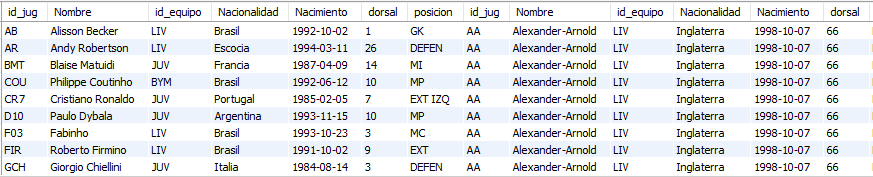 id_jug Nombre id_equipo Nacionalidad Nacimiento dorsal posicion id_jug Nombre id_equipo Nacionalidad Nacimiento dorsal
AB Alisson Becker LIV Brasil 1992-10-02 1 GK AA Alexander-Arnold LIV Inglaterra 1998-10-07 66
AR Andy Robertson LIV Escocia 1994-03-11 26 DEFEN AA Alexander-Arnold LIV Inglaterra 1998-10-07 66
BMT Blaise Matuidi JUV Francia 1987-04-09 14 MI AA Alexander-Arnold LIV Inglaterra 1998-10-07 66
COU Philippe Coutinho BYM Brasil 1992-06-12 10 MP AA Alexander-Arnold LIV Inglaterra 1998-10-07 66
CR7 Cristiano Ronaldo JUV Portugal 1985-02-05 7 EXT IZQ AA Alexander-Arnold LIV Inglaterra 1998-10-07 66
D10 Paulo Dybala JUV Argentina 1993-11-15 10 MP AA Alexander-Arnold LIV Inglaterra 1998-10-07 66
F03 Fabinho LIV Brasil 1993-10-23 3 MC AA Alexander-Arnold LIV Inglaterra 1998-10-07 66
FIR Roberto Firmino LIV Brasil 1991-10-02 9 EXT AA Alexander-Arnold LIV Inglaterra 1998-10-07 66
GCH Giorgio Chiellini JUV Italia 1984-08-14 3 DEFEN AA Alexander-Arnold LIV Inglaterra 1998-10-07 66